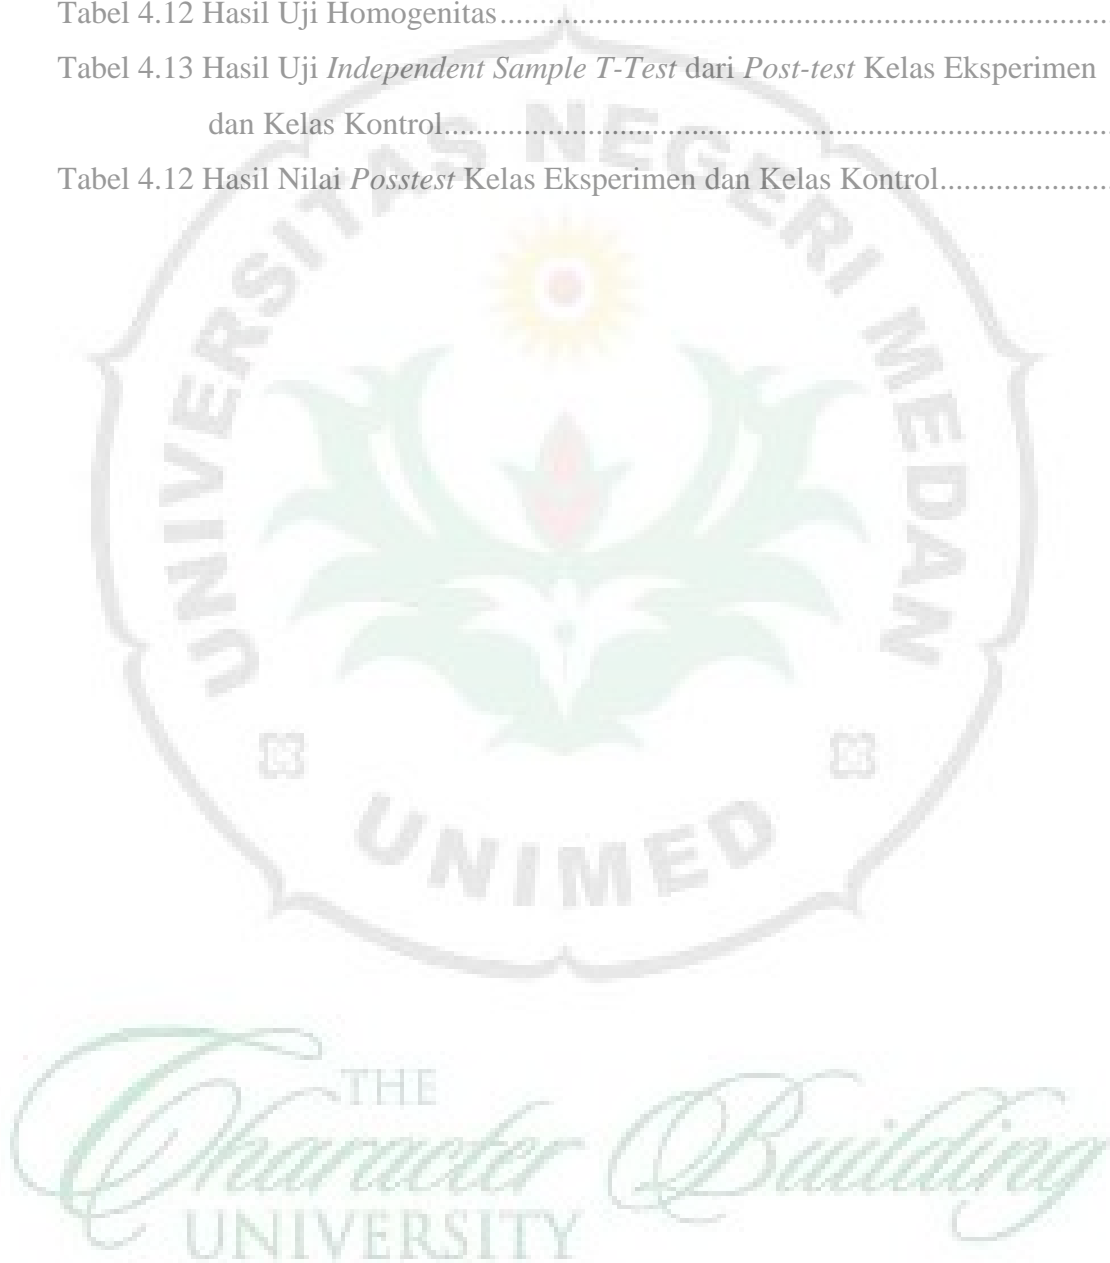 Tabel 4.12 Hasil Uji Homogenitas..........................................................................
Tabel 4.13 Hasil Uji Independent Sample T-Test dari Post-test Kelas Eksperimen
dan Kelas Kontrol.................................................................................
Tabel 4.12 Hasil Nilai Posstest Kelas Eksperimen dan Kelas Kontrol....................
UNIVERSITAS NEGERI MEDAN
UNIMED
THE
Character Building
UNIVERSITY